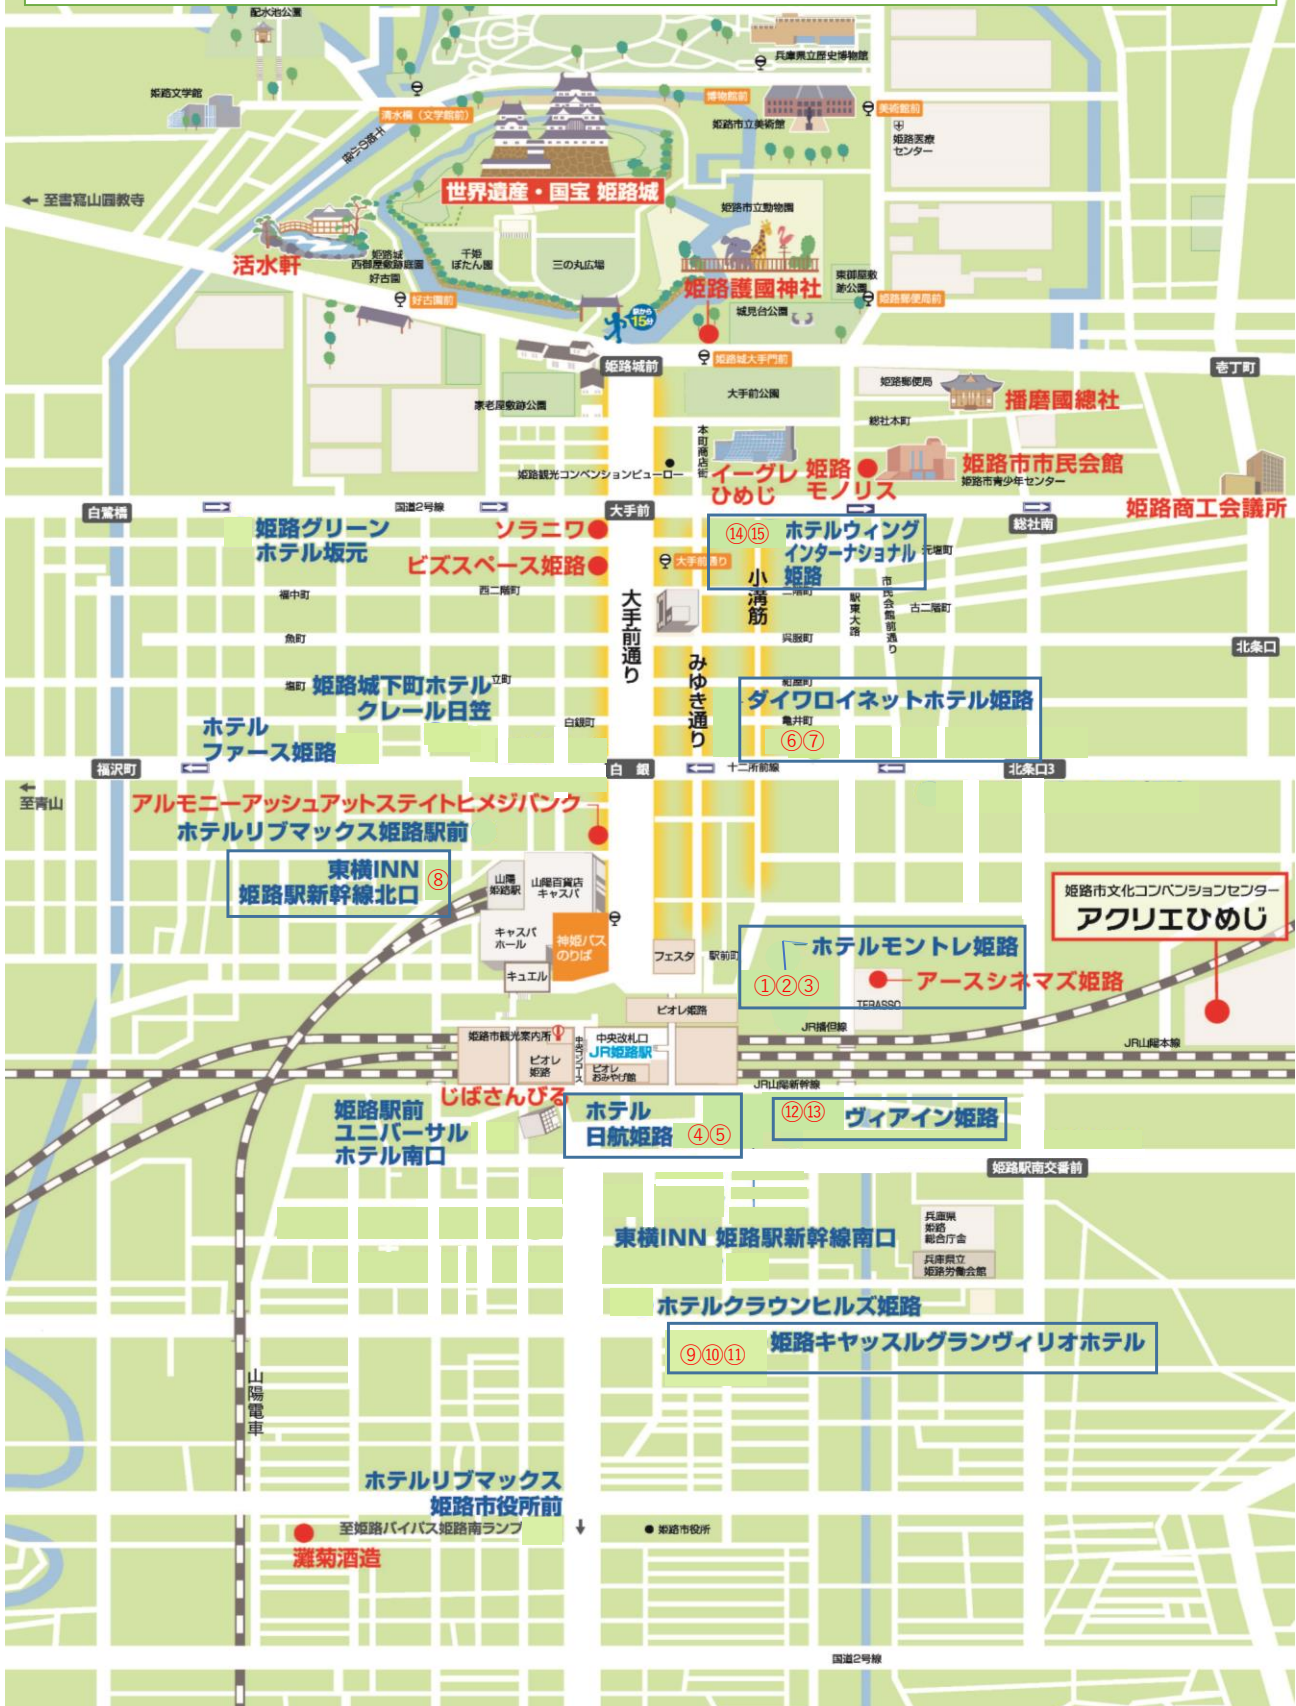 配水池公園
兵庫県立歴史博物館
姫路文学館
清水橋（文学館前）
博物館前
美術館前
姫路市立美術館
姫路医療
センター
千姫の小径
世界遺産・国宝 姫路城
← 至書寫山圓教寺
姫路市立動物園
活水軒
姫路城
西御屋敷跡庭園
好古園
千姫
ぼたん園
三の丸広場
姫路護國神社
東御屋敷
跡公園
好古園前
駅から
15分
城見台公園
姫路郵便局前
姫路城前
姫路城大手門前
壱丁町
姫路郵便局
家老屋敷跡公園
大手前公園
播磨國總社
総社本町
本町商店街
姫路観光コンベンションビューロー
イーグレ
ひめじ
姫路
モノリス
姫路市市民会館
姫路市青少年センター
姫路商工会議所
白鷺橋
国道2号線
大手前
総社南
姫路グリーン
ホテル坂元
ソラニワ
ビズスペース姫路
⑭⑮
ホテルウィング
インターナショナル
姫路
元塩町
大手前通り
福中町
西二階町
二階町
小溝筋
駅東大路
市民会館前通り
古二階町
大手前通り
魚町
呉服町
北条口
みゆき通り
塩町
姫路城下町ホテル
クレール日笠
立町
紺屋町
ダイワロイネットホテル姫路
白銀町
亀井町
⑥⑦
ホテル
ファース姫路
福沢町
白 銀
十二所前線
北条口3
←
至青山
アルモニーアッシュアットステイトヒメジバンク
ホテルリブマックス姫路駅前
東横INN
姫路駅新幹線北口
⑧
山陽
姫路駅
山陽百貨店
キャスパ
姫路市文化コンベンションセンター
アクリエひめじ
キャスパ
ホール
神姫バス
のりば
キュエル
フェスタ
駅前町
ホテルモントレ姫路
①②③
アースシネマズ姫路
TERASSO
ピオレ姫路
JR播但線
JR山陽本線
姫路市観光案内所
中央改札口
JR姫路駅
ピオレ
姫路
中央コンコース
ピオレ
おみやげ館
JR山陽新幹線
じばさんびる
姫路駅前
ユニバーサル
ホテル南口
ホテル
日航姫路
④⑤
⑫⑬
ヴィアイン姫路
姫路駅南交番前
東横INN 姫路駅新幹線南口
兵庫県
姫路
総合庁舎
兵庫県立
姫路労働会館
ホテルクラウンヒルズ姫路
姫路キャッスルグランヴィリオホテル
⑨⑩⑪
山陽電車
ホテルリブマックス
姫路市役所前
至姫路バイパス姫路南ランプ
↓
姫路市役所
灘菊酒造
国道2号線